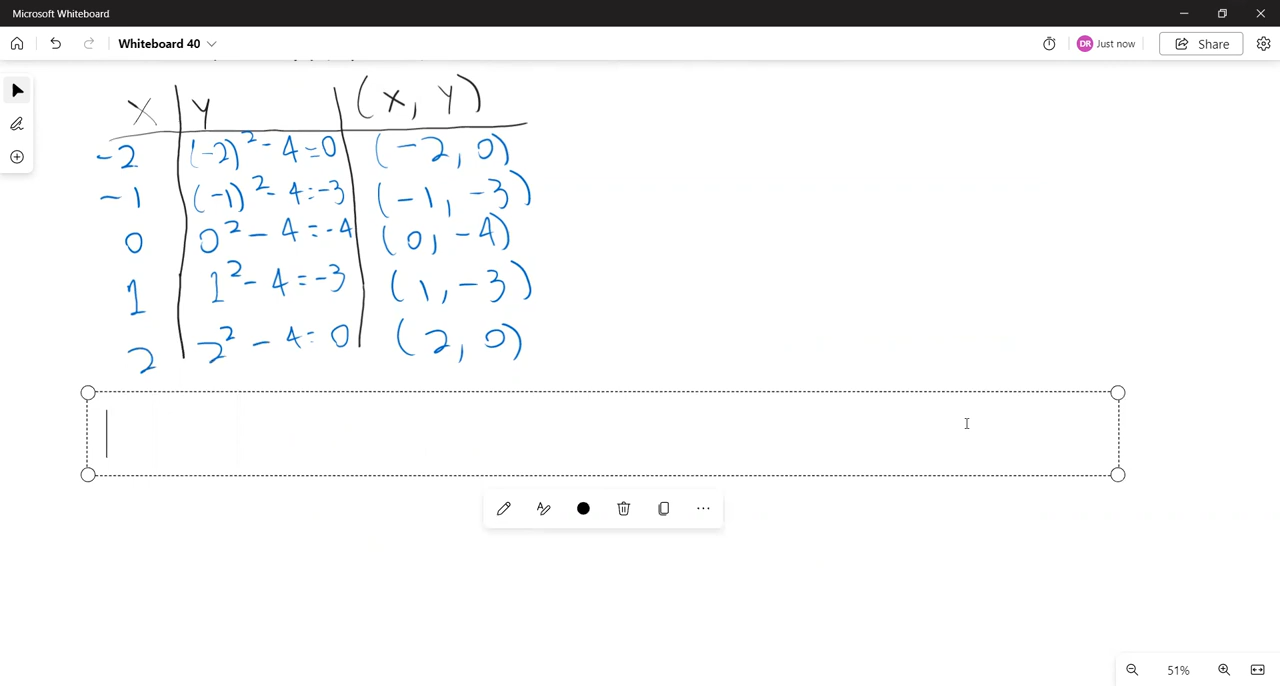 Microsoft Whiteboard
Whiteboard 40
DR Just now
Share
x y (x, y)
-2 (-2)² - 4 = 0 (-2, 0)
-1 (-1)² - 4 = -3 (-1, -3)
0 0² - 4 = -4 (0, -4)
1 1² - 4 = -3 (1, -3)
2 2² - 4 = 0 (2, 0)
51%